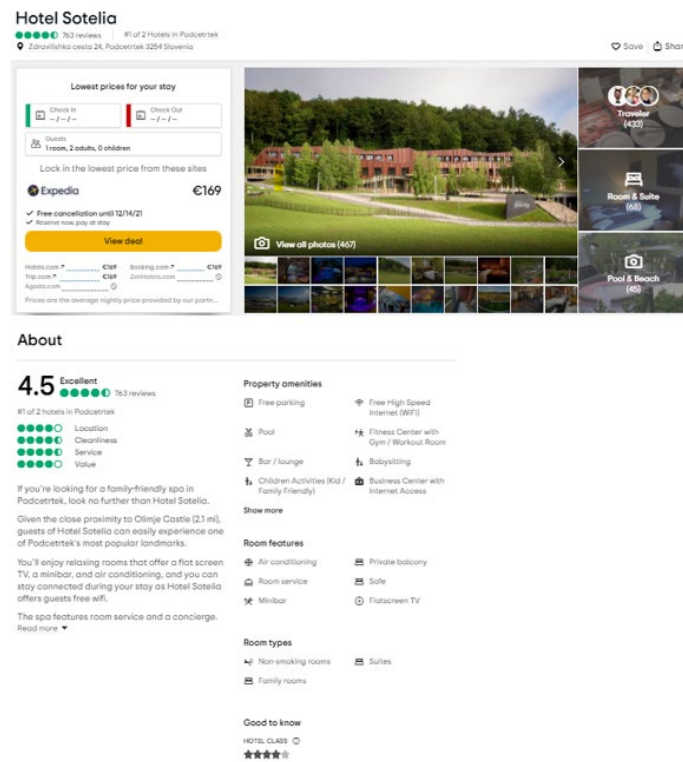 Hotel Sotelia
763 reviews #1 of 2 Hotels in Podcetrtek
Zdraviliska cesta 24, Podcetrtek 3254 Slovenia
Save
Shar
Lowest prices for your stay
Check In
–/–/–
Check Out
–/–/–
Guests
1 room, 2 adults, 0 children
Lock in the lowest price from these sites
Expedia €169
Free cancellation until 12/14/21
Reserve now, pay at stay
View deal
Hotels.com €169
Booking.com €169
Trip.com €169
ZenHotels.com
Agoda.com
Prices are the average nightly price provided by our partn...
View all photos (467)
Traveler
(433)
Room & Suite
(68)
Pool & Beach
(45)
About
4.5 Excellent
763 reviews
#1 of 2 hotels in Podcetrtek
Location
Cleanliness
Service
Value
If you're looking for a family-friendly spa in
Podcetrtek, look no further than Hotel Sotelia.
Given the close proximity to Olimje Castle (2.1 mi),
guests of Hotel Sotelia can easily experience one
of Podcetrtek's most popular landmarks.
You'll enjoy relaxing rooms that offer a flat screen
TV, a minibar, and air conditioning, and you can
stay connected during your stay as Hotel Sotelia
offers guests free wifi.
The spa features room service and a concierge.
Read more
Property amenities
Free parking
Free High Speed
Internet (WiFi)
Pool
Fitness Center with
Gym / Workout Room
Bar / lounge
Babysitting
Children Activities (Kid /
Family Friendly)
Business Center with
Internet Access
Show more
Room features
Air conditioning
Private balcony
Room service
Safe
Minibar
Flatscreen TV
Room types
Non-smoking rooms
Suites
Family rooms
Good to know
HOTEL CLASS